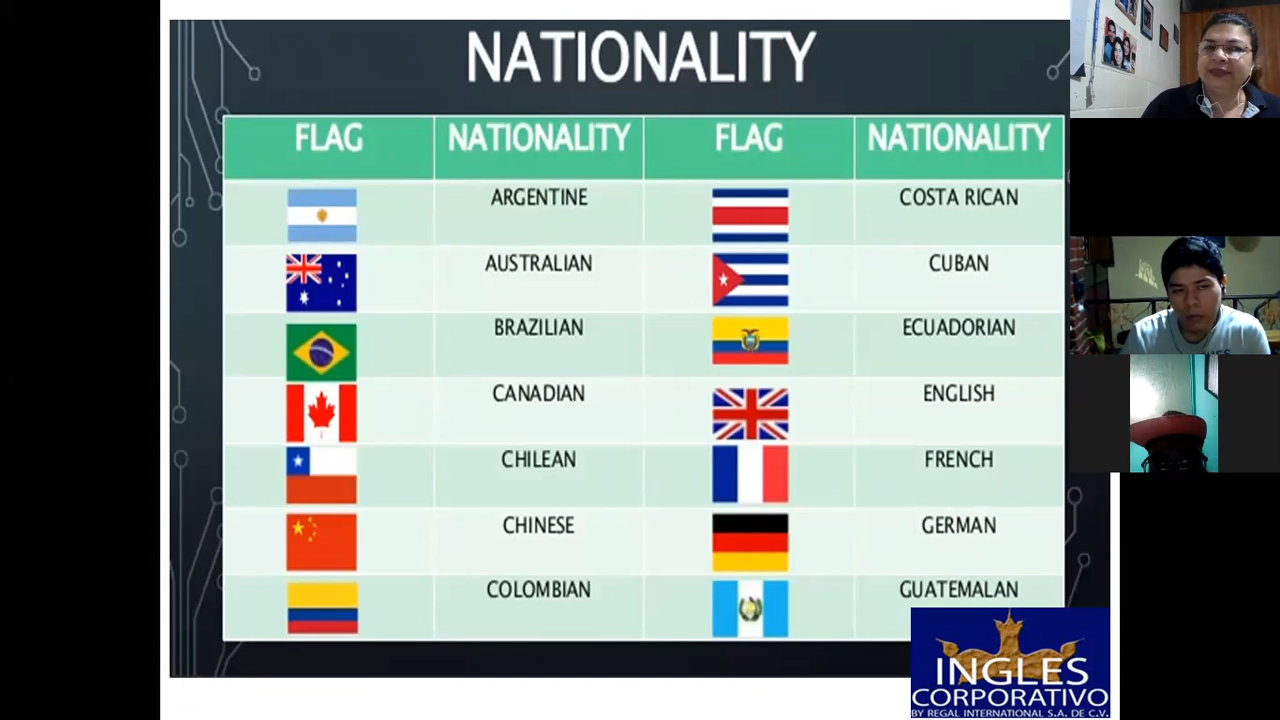 NATIONALITY
FLAG NATIONALITY FLAG NATIONALITY
ARGENTINE COSTA RICAN
AUSTRALIAN CUBAN
BRAZILIAN ECUADORIAN
CANADIAN ENGLISH
CHILEAN FRENCH
CHINESE GERMAN
COLOMBIAN GUATEMALAN
INGLES
CORPORATIVO
BY REGAL INTERNATIONAL S.A. DE C.V.